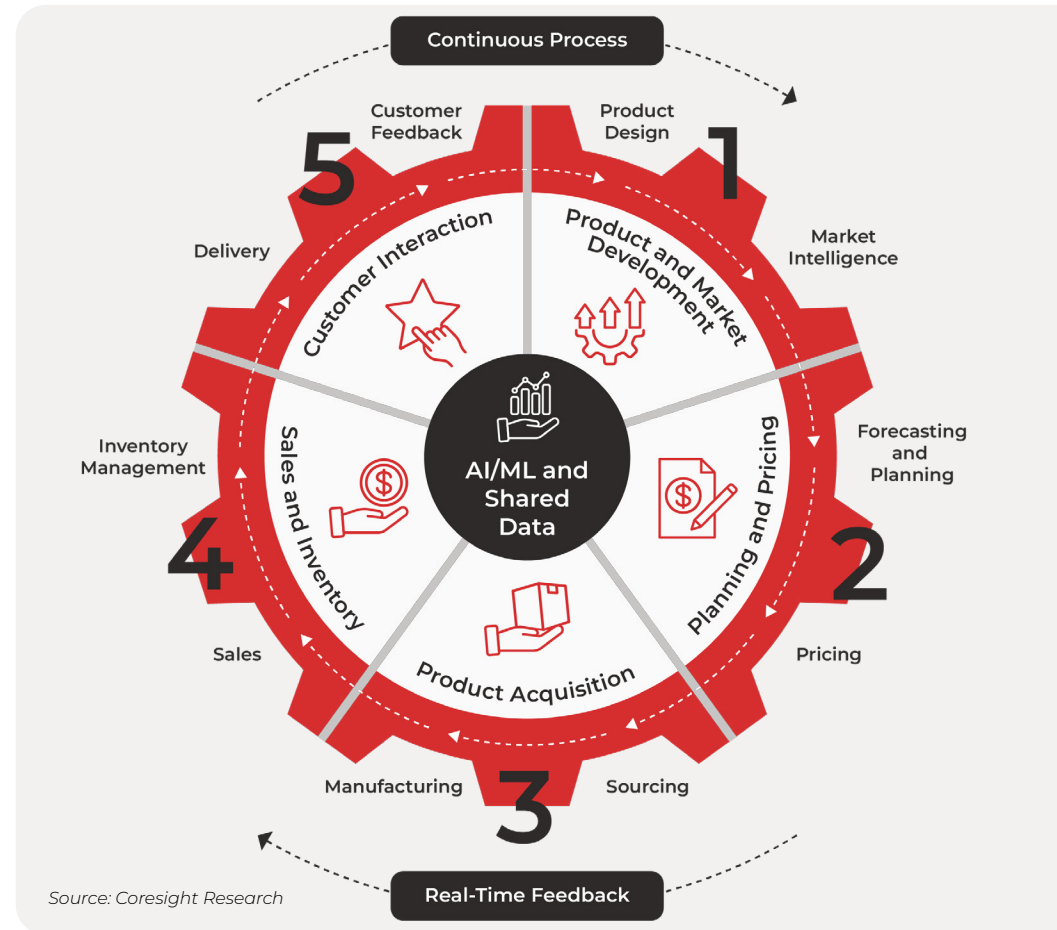 Continuous Process
Customer
Feedback
Product
Design
5
1
Delivery
Market
Intelligence
Customer Interaction
Product and Market
Development
AI/ML and
Shared
Data
Inventory
Management
Forecasting
and
Planning
Sales and Inventory
$
$
Planning and Pricing
4
2
Sales
Pricing
Product Acquisition
Manufacturing
3
Sourcing
Real-Time Feedback
Source: Coresight Research